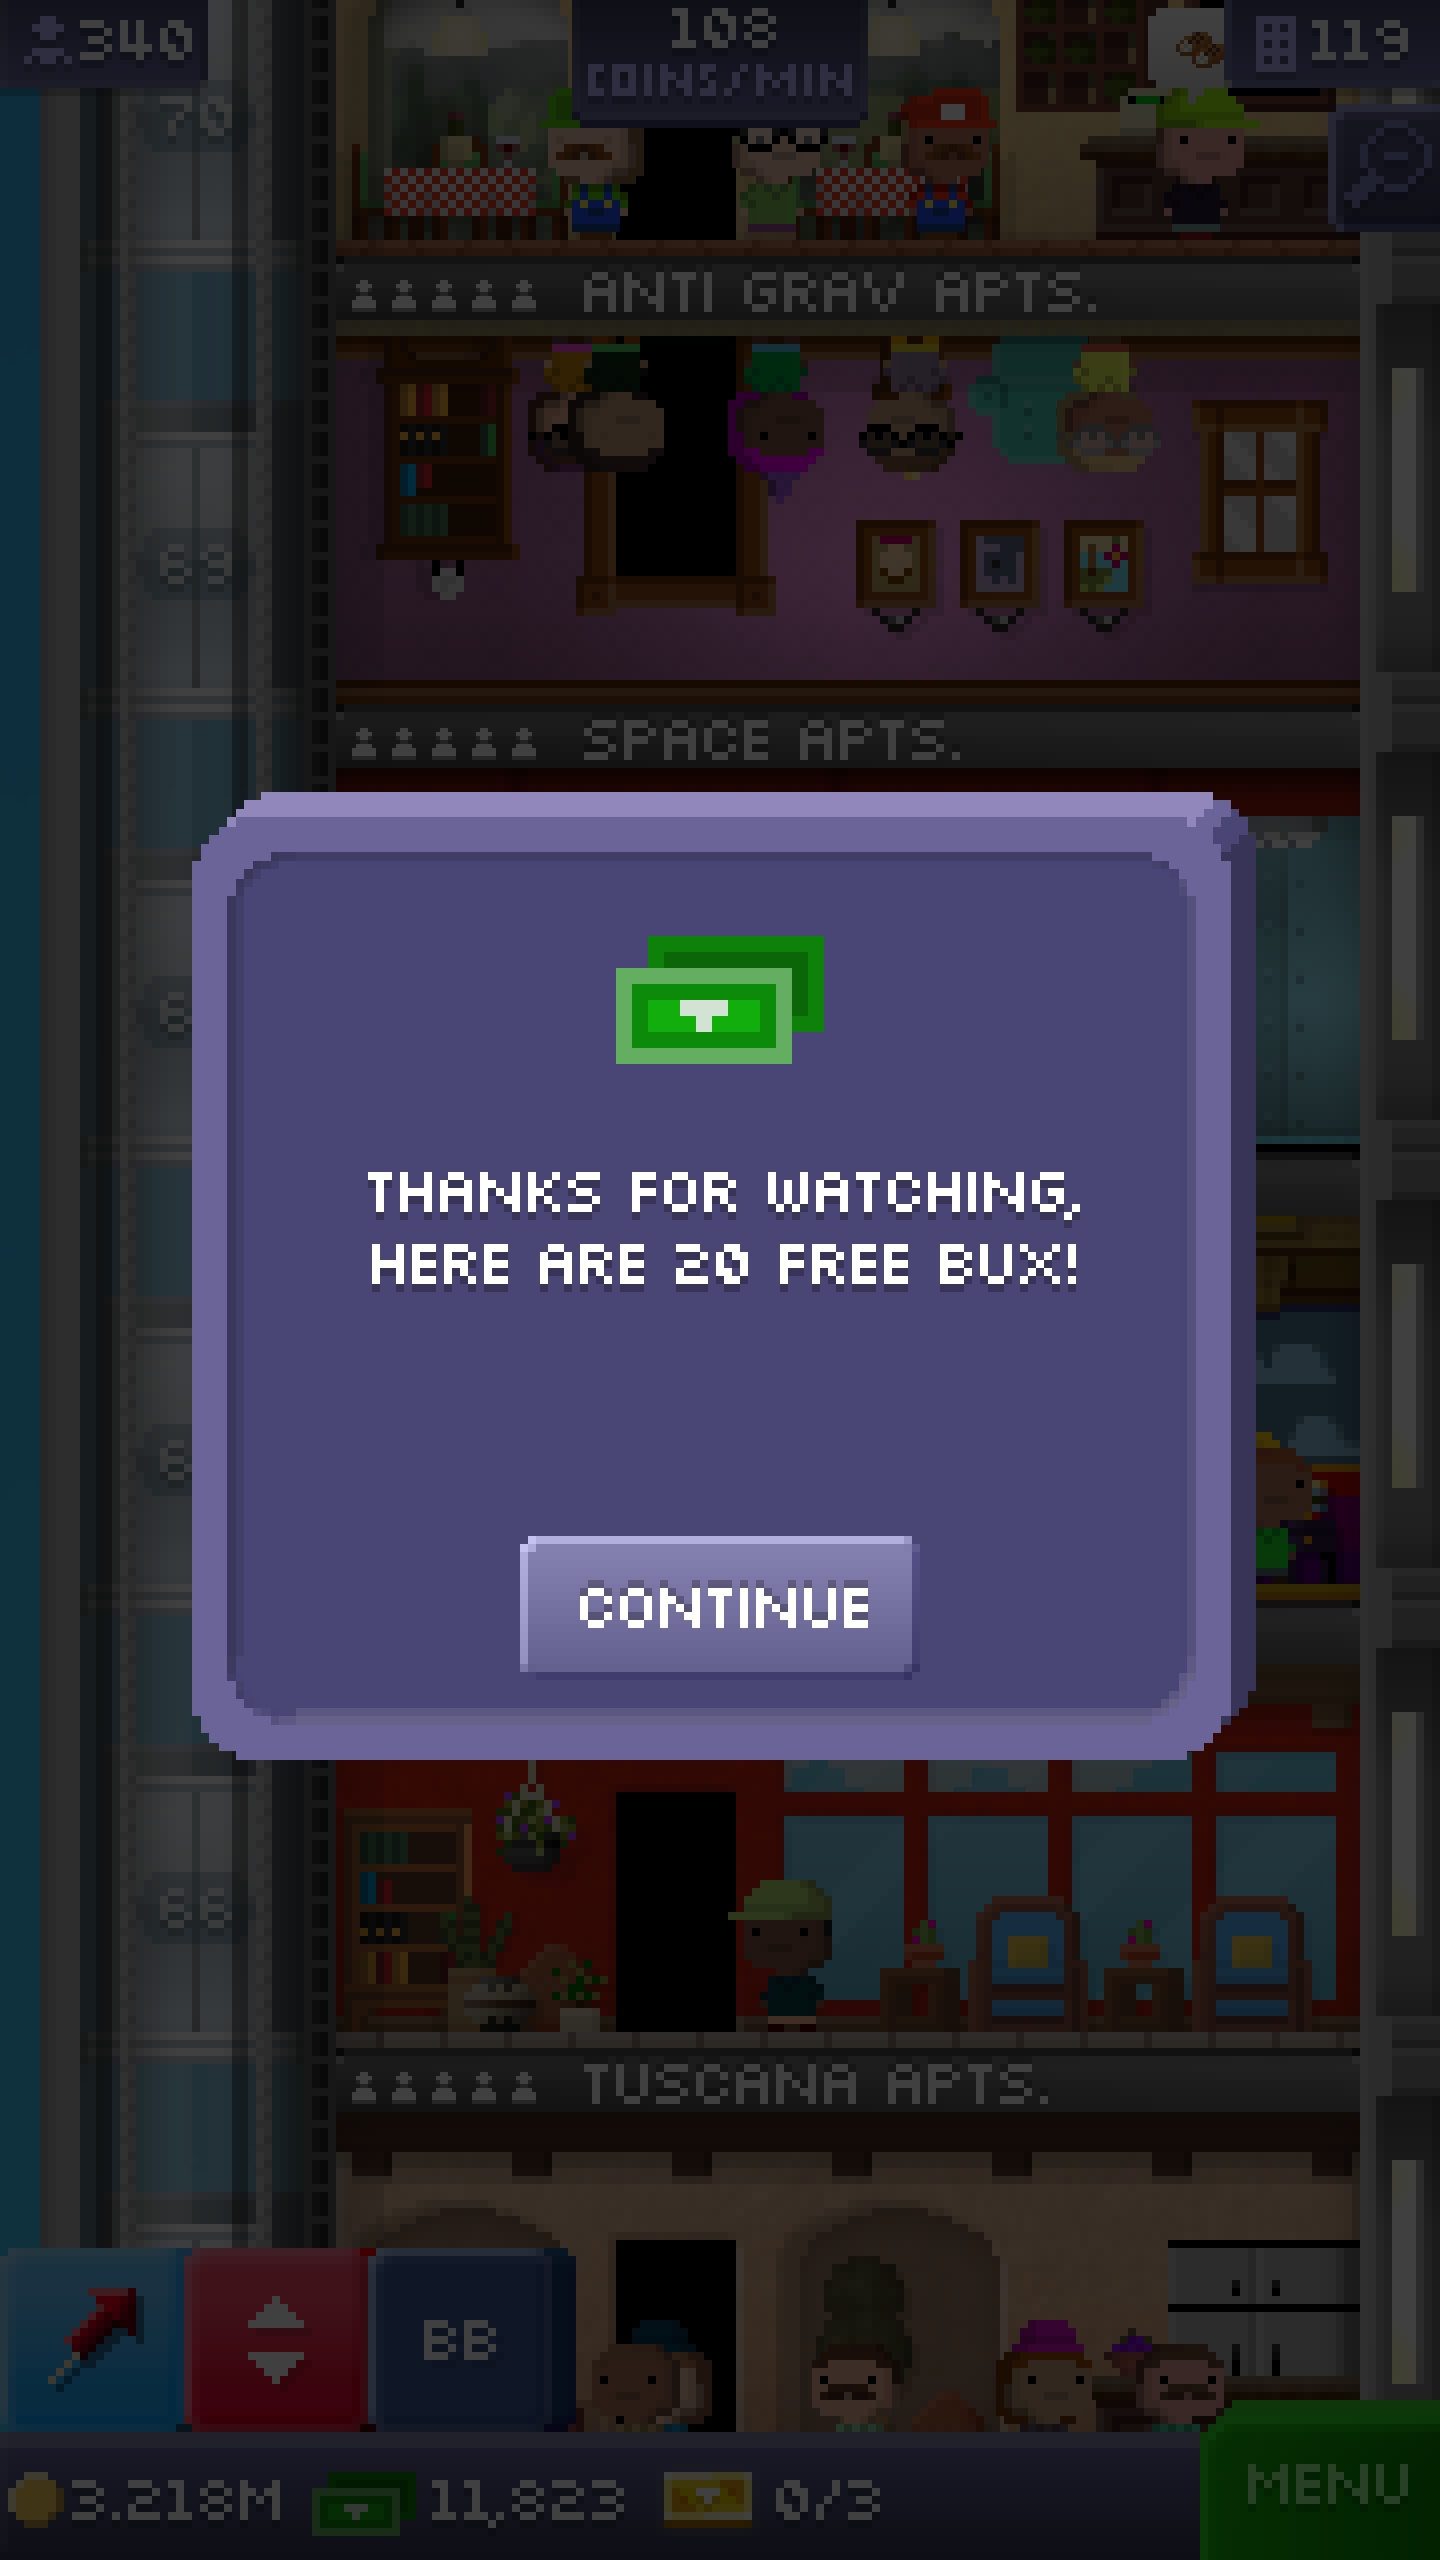 340
108
COINS/MIN
119
70
ANTI GRAV APTS.
69
SPACE APTS.
THANKS FOR WATCHING,
HERE ARE 20 FREE BUX!
CONTINUE
66
TUSCANA APTS.
BB
3.218M
11,823
0/3
MENU